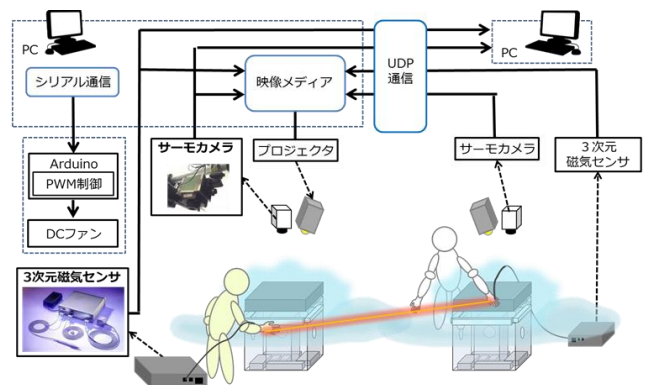 PC
シリアル通信
映像メディア
UDP
通信
PC
Arduino
PWM制御
DCファン
サーモカメラ
プロジェクタ
サーモカメラ
３次元
磁気センサ
3次元磁気センサ